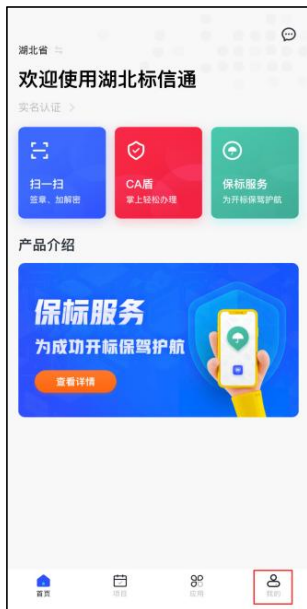 湖北省
欢迎使用湖北标信通
实名认证 >
扫一扫
签章、加解密
CA盾
掌上轻松办理
保标服务
为开标保驾护航
产品介绍
保标服务
为成功开标保驾护航
查看详情
首页
项目
应用
我的